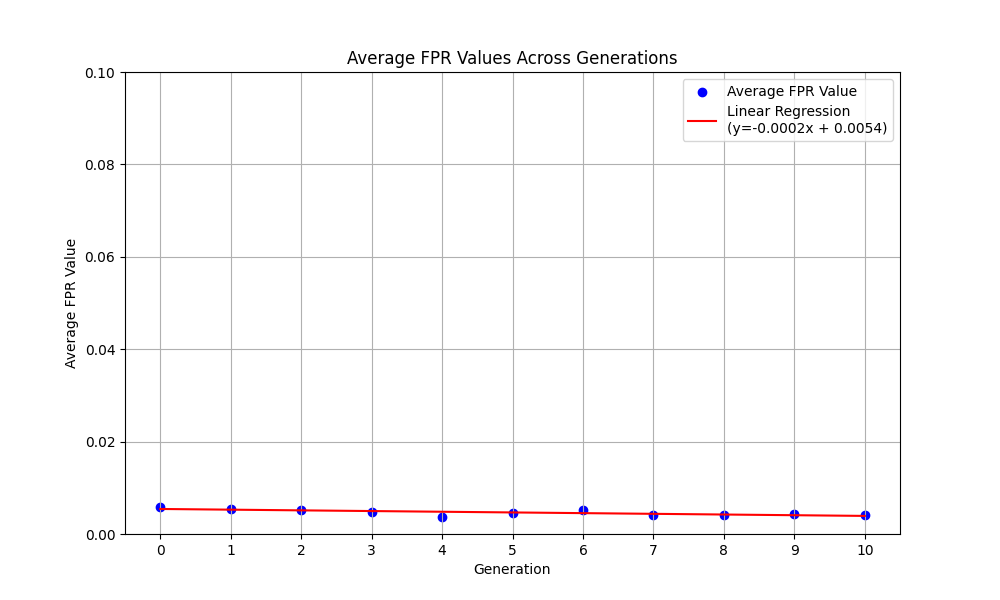 Average FPR Values Across Generations
Average FPR Value
Linear Regression
(y=-0.0002x + 0.0054)
0.10
0.08
0.06
0.04
0.02
0.00
Average FPR Value
0 1 2 3 4 5 6 7 8 9 10
Generation